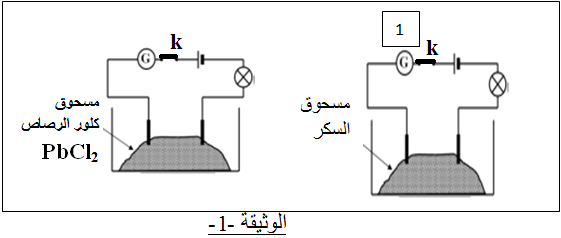 1
G k
G k
مسحوق
كلور الرصاص
PbCl₂
مسحوق
السكر
الوثيقة -1-